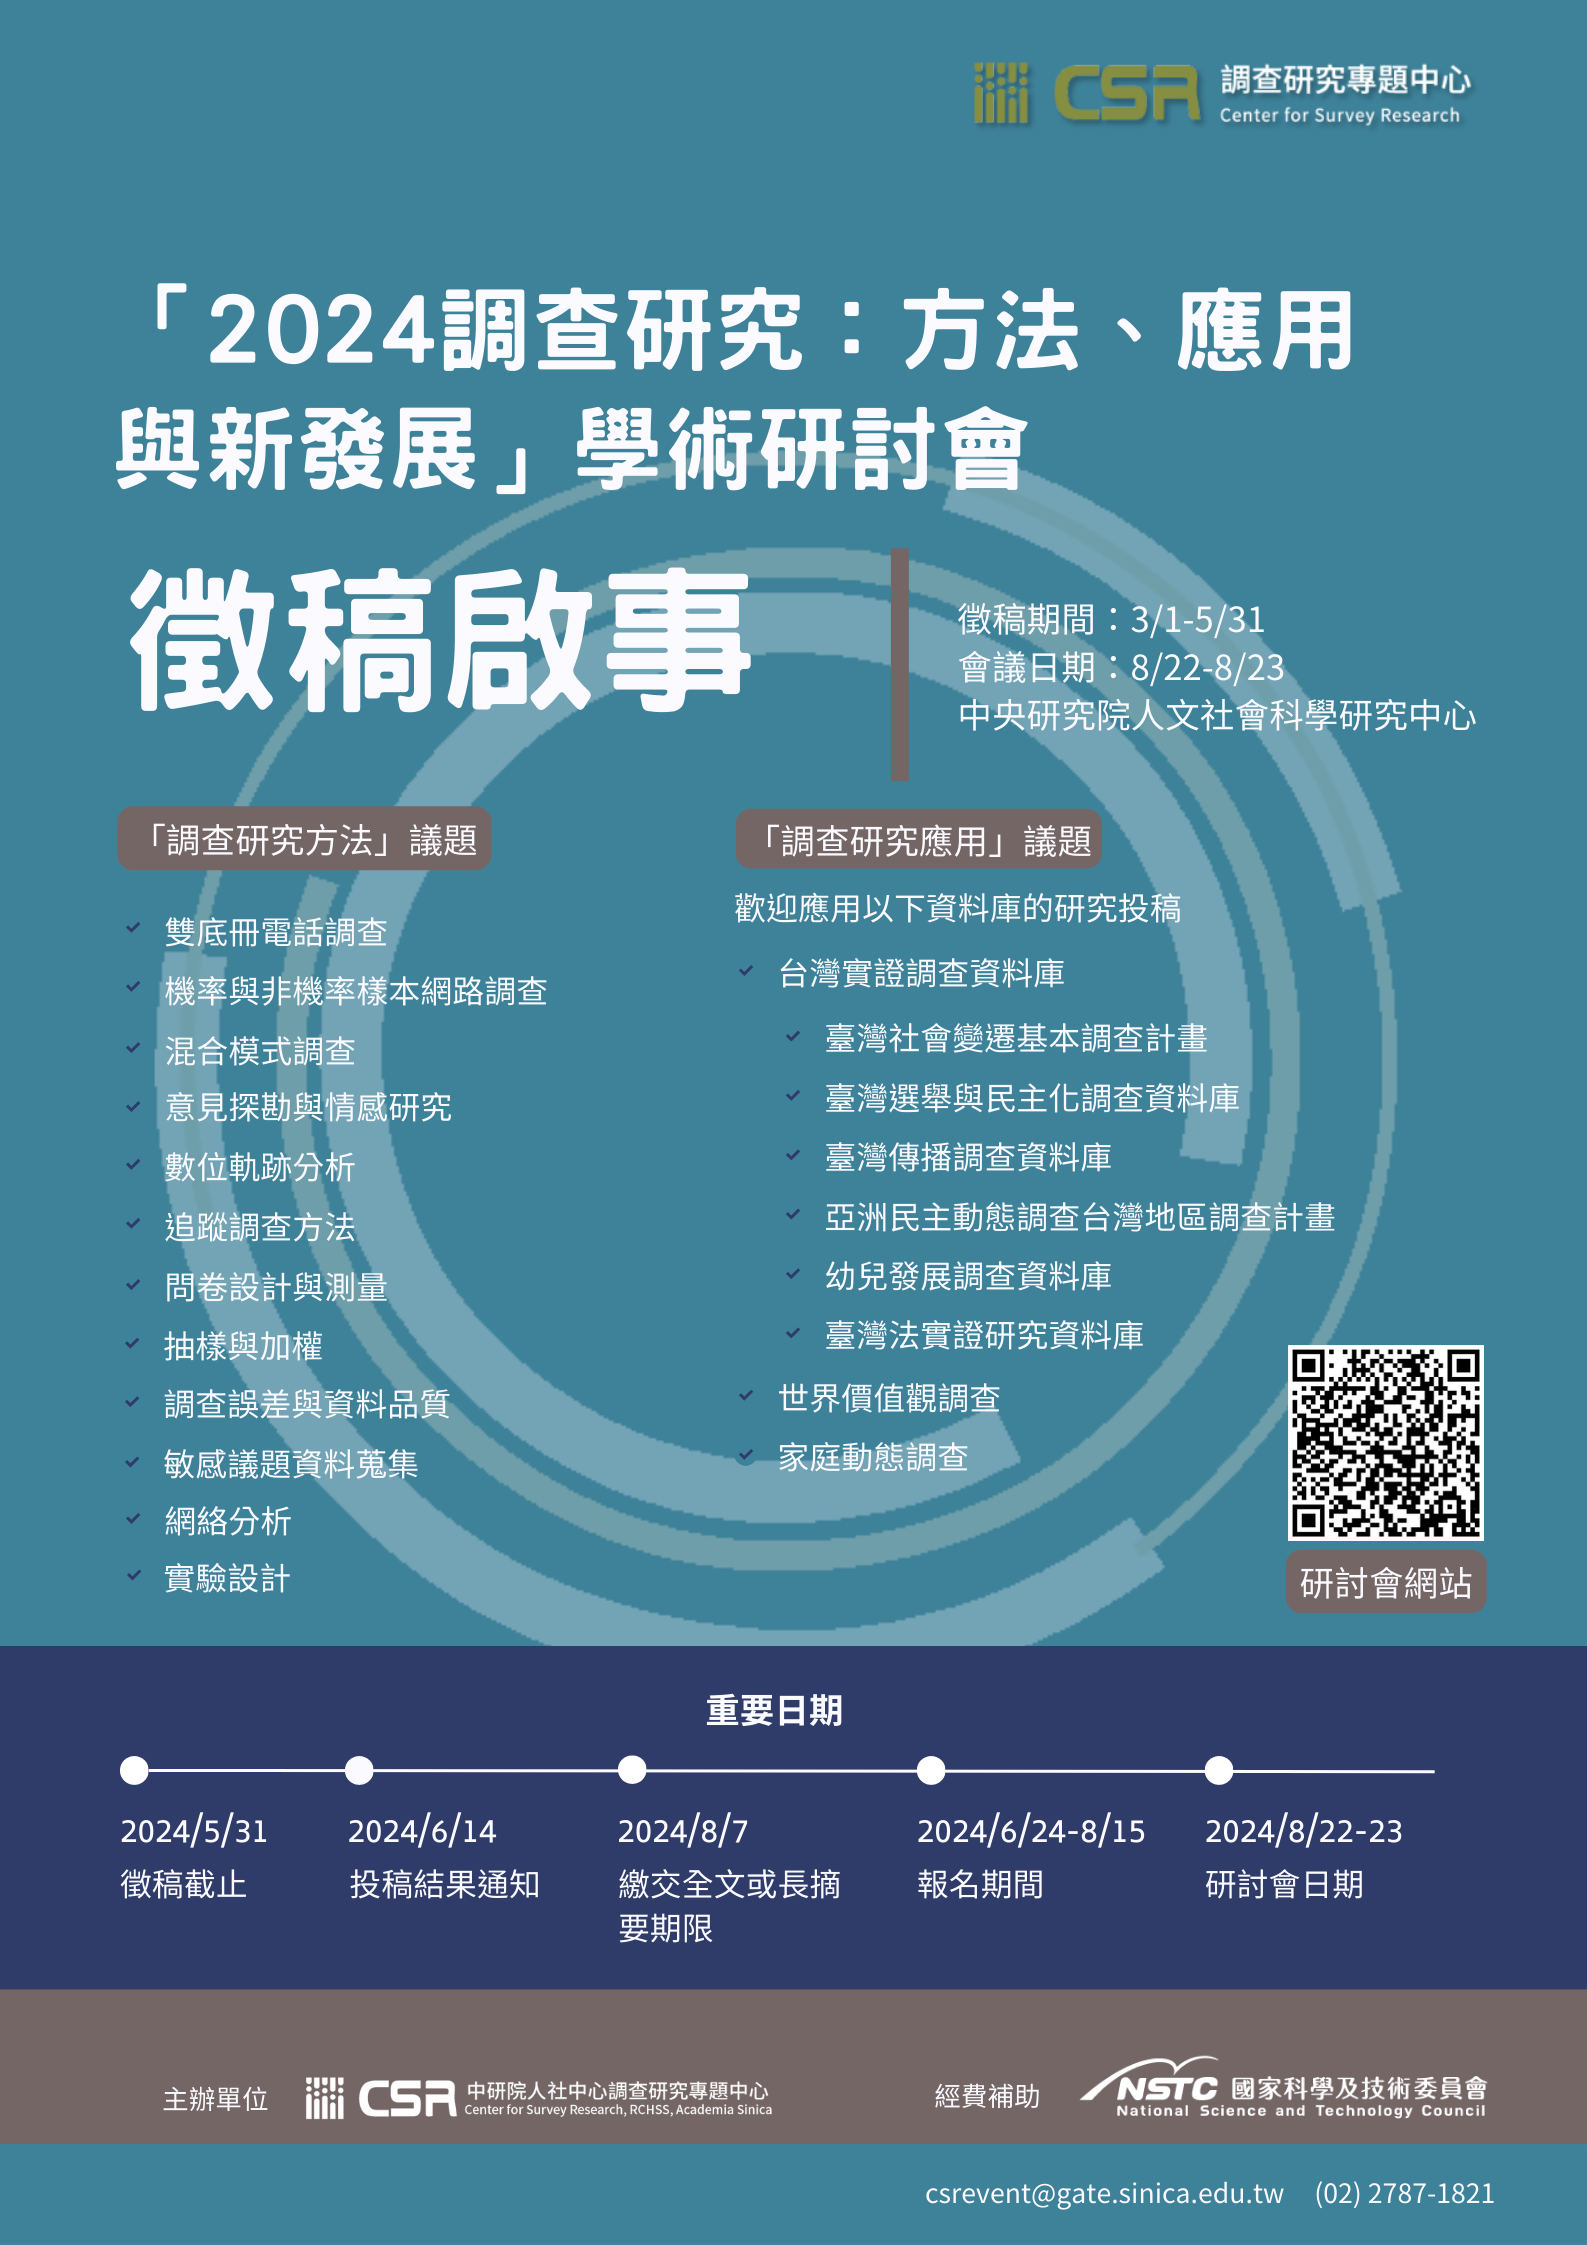 CSR 調查研究專題中心
Center for Survey Research
「2024調查研究：方法、應用
與新發展」學術研討會
徵稿啟事
徵稿期間：3/1-5/31
會議日期：8/22-8/23
中央研究院人文社會科學研究中心
「調查研究方法」議題
雙底冊電話調查
機率與非機率樣本網路調查
混合模式調查
意見探勘與情感研究
數位軌跡分析
追蹤調查方法
問卷設計與測量
抽樣與加權
調查誤差與資料品質
敏感議題資料蒐集
網絡分析
實驗設計
「調查研究應用」議題
歡迎應用以下資料庫的研究投稿
台灣實證調查資料庫
臺灣社會變遷基本調查計畫
臺灣選舉與民主化調查資料庫
臺灣傳播調查資料庫
亞洲民主動態調查台灣地區調查計畫
幼兒發展調查資料庫
臺灣法實證研究資料庫
世界價值觀調查
家庭動態調查
研討會網站
重要日期
2024/5/31
徵稿截止
2024/6/14
投稿結果通知
2024/8/7
繳交全文或長摘
要期限
2024/6/24-8/15
報名期間
2024/8/22-23
研討會日期
主辦單位
CSR 中研院人社中心調查研究專題中心
Center for Survey Research, RCHSS, Academia Sinica
經費補助
NSTC 國家科學及技術委員會
National Science and Technology Council
csrevent@gate.sinica.edu.tw (02) 2787-1821